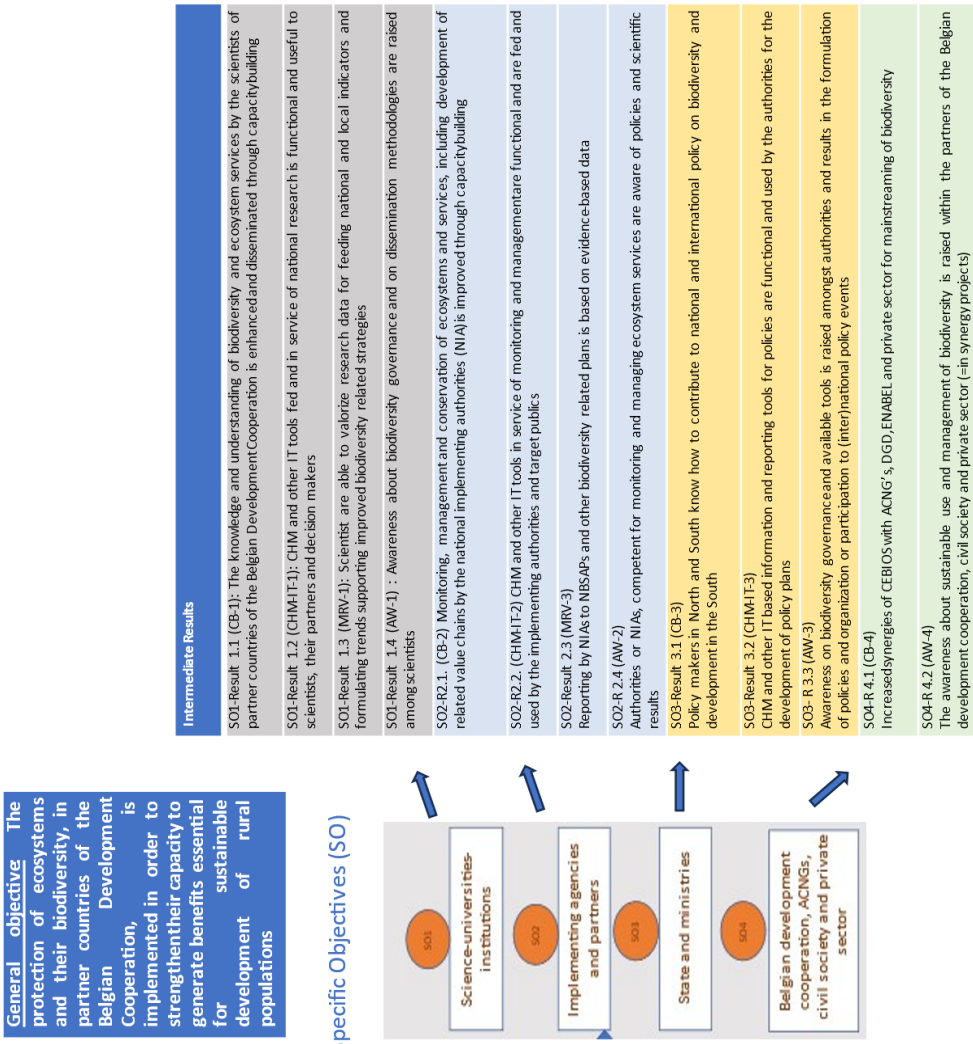 General objective The
protection of ecosystems
and their biodiversity, in
partner countries of the
Belgian Development
Cooperation, is
implemented in order to
strengthentheir capacity to
generate benefits essential
for sustainable
development of rural
populations
pecific Objectives (SO)
SO1
Science-universities-
institutions
SO2
Implementing agencies
and partners
SO3
State and ministries
SO4
Belgian development
cooperation, ACNGs,
civil society and private
sector
Intermediate Results
SO1-Result 1.1 (CB-1): The knowledge and understanding of biodiversity and ecosystem services by the scientists of
partner countries of the Belgian DevelopmentCooperation is enhancedand disseminated through capacitybuilding
SO1-Result 1.2 (CHM-IT-1): CHM and other IT tools fed and in service of national research is functional and useful to
scientists, their partners and decision makers
SO1-Result 1.3 (MRV-1): Scientist are able to valorize research data for feeding national and local indicators and
formulating trends supporting improved biodiversity related strategies
SO1-Result 1.4 (AW-1) : Awareness about biodiversity governance and on dissemination methodologies are raised
among scientists
SO2-R2.1. (CB-2) Monitoring, management and conservation of ecosystems and services, including development of
related value chains by the national implementing authorities (NIA) is improved through capacitybuilding
SO2-R2.2. (CHM-IT-2) CHM and other IT tools in service of monitoring and managementare functional and are fed and
used by the implementing authorities and target publics
SO2-Result 2.3 (MRV-3)
Reporting by NIAs to NBSAPs and other biodiversity related plans is based on evidence-based data
SO2-R 2.4 (AW-2)
Authorities or NIAs, competent for monitoring and managing ecosystem services are aware of policies and scientific
results
SO3-Result 3.1 (CB-3)
Policy makers in North and South know how to contribute to national and international policy on biodiversity and
development in the South
SO3-Result 3.2 (CHM-IT-3)
CHM and other IT based information and reporting tools for policies are functional and used by the authorities for the
development of policy plans
SO3- R 3.3 (AW-3)
Awareness on biodiversity governanceand available tools is raised amongst authorities and results in the formulation
of policies and organization or participation to (inter)national policy events
SO4-R 4.1 (CB-4)
Increasedsynergies of CEBIOS with ACNG's, DGD,ENABEL and private sector for mainstreaming of biodiversity
SO4-R 4.2 (AW-4)
The awareness about sustainable use and management of biodiversity is raised within the partners of the Belgian
development cooperation, civil society and private sector (=in synergy projects)